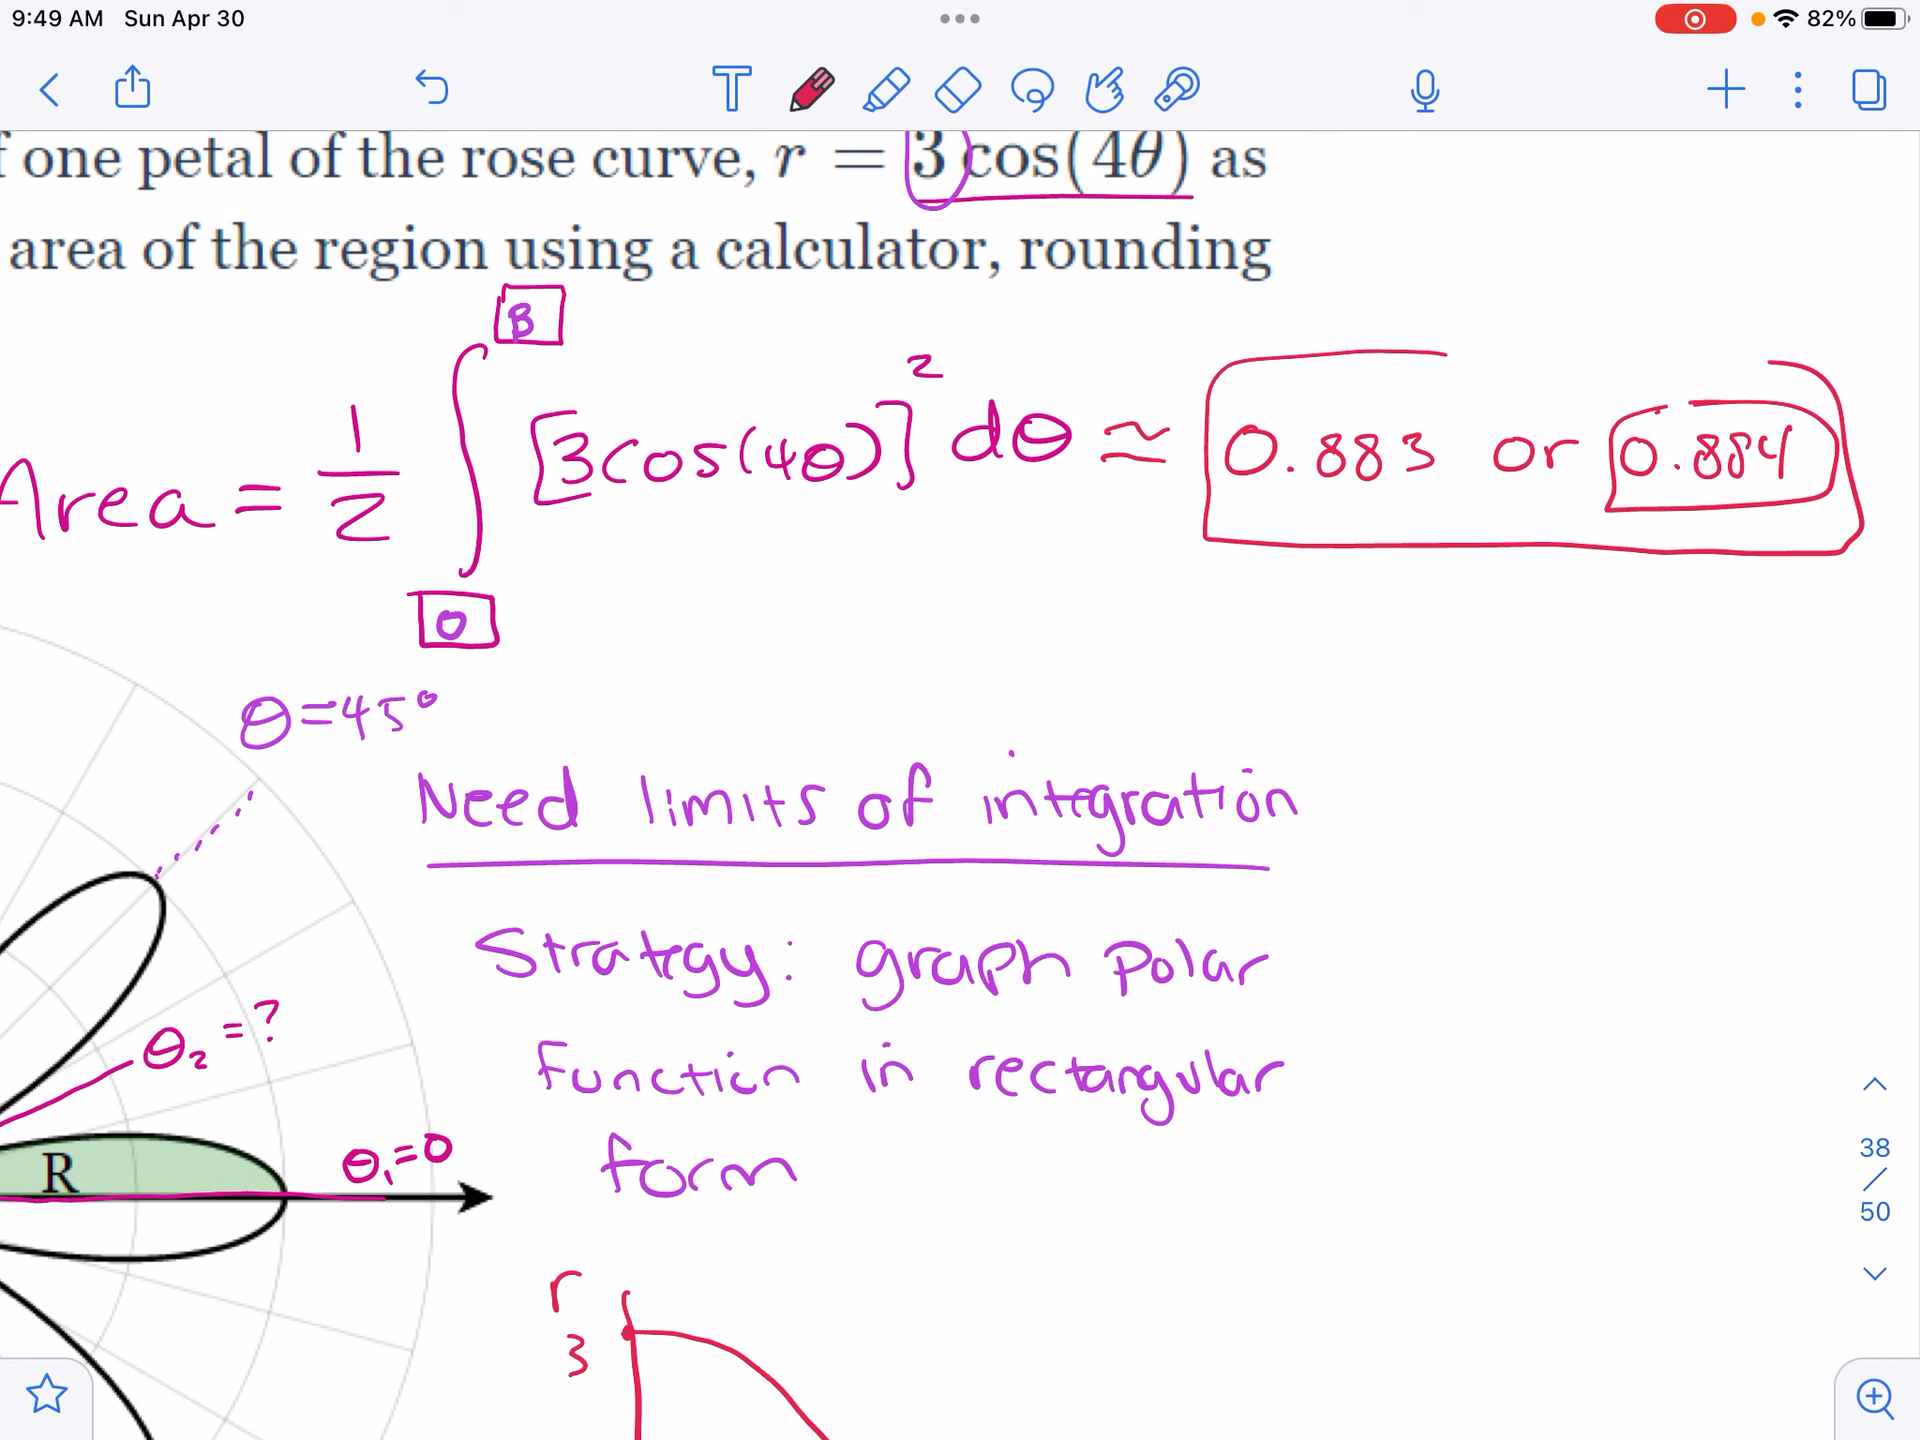 9:49 AM Sun Apr 30
82%
f one petal of the rose curve, r = 3 cos(4θ) as
area of the region using a calculator, rounding
B
Area = 1/2 ∫ [3cos(4θ)]² dθ ≈ 0.883 or 0.884
0
θ=45°
Need limits of integration
Strategy: graph polar
function in rectangular
form
θ₂ = ?
R
θ₁=0
r
3
38
/
50